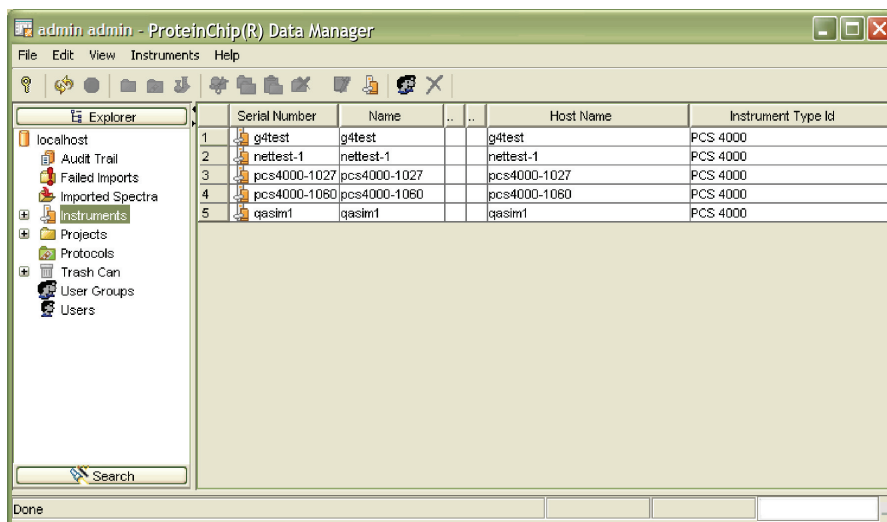 admin admin - ProteinChip(R) Data Manager
File Edit View Instruments Help
Explorer
localhost
Audit Trail
Failed Imports
Imported Spectra
Instruments
Projects
Protocols
Trash Can
User Groups
Users
Search
Serial Number Name .. .. Host Name Instrument Type Id
1 g4test g4test g4test PCS 4000
2 nettest-1 nettest-1 nettest-1 PCS 4000
3 pcs4000-1027 pcs4000-1027 pcs4000-1027 PCS 4000
4 pcs4000-1060 pcs4000-1060 pcs4000-1060 PCS 4000
5 qasim1 qasim1 qasim1 PCS 4000
Done